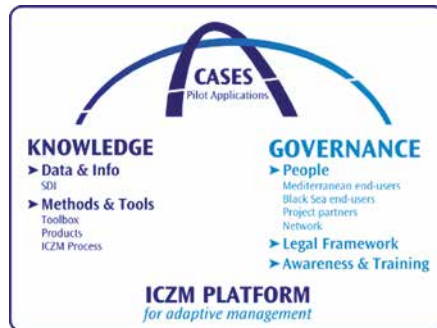 CASES
Pilot Applications
KNOWLEDGE
➤ Data & Info
SDI
➤ Methods & Tools
Toolbox
Products
ICZM Process
GOVERNANCE
➤ People
Mediterranean end-users
Black Sea end-users
Project partners
Network
➤ Legal Framework
➤ Awareness & Training
ICZM PLATFORM
for adaptive management